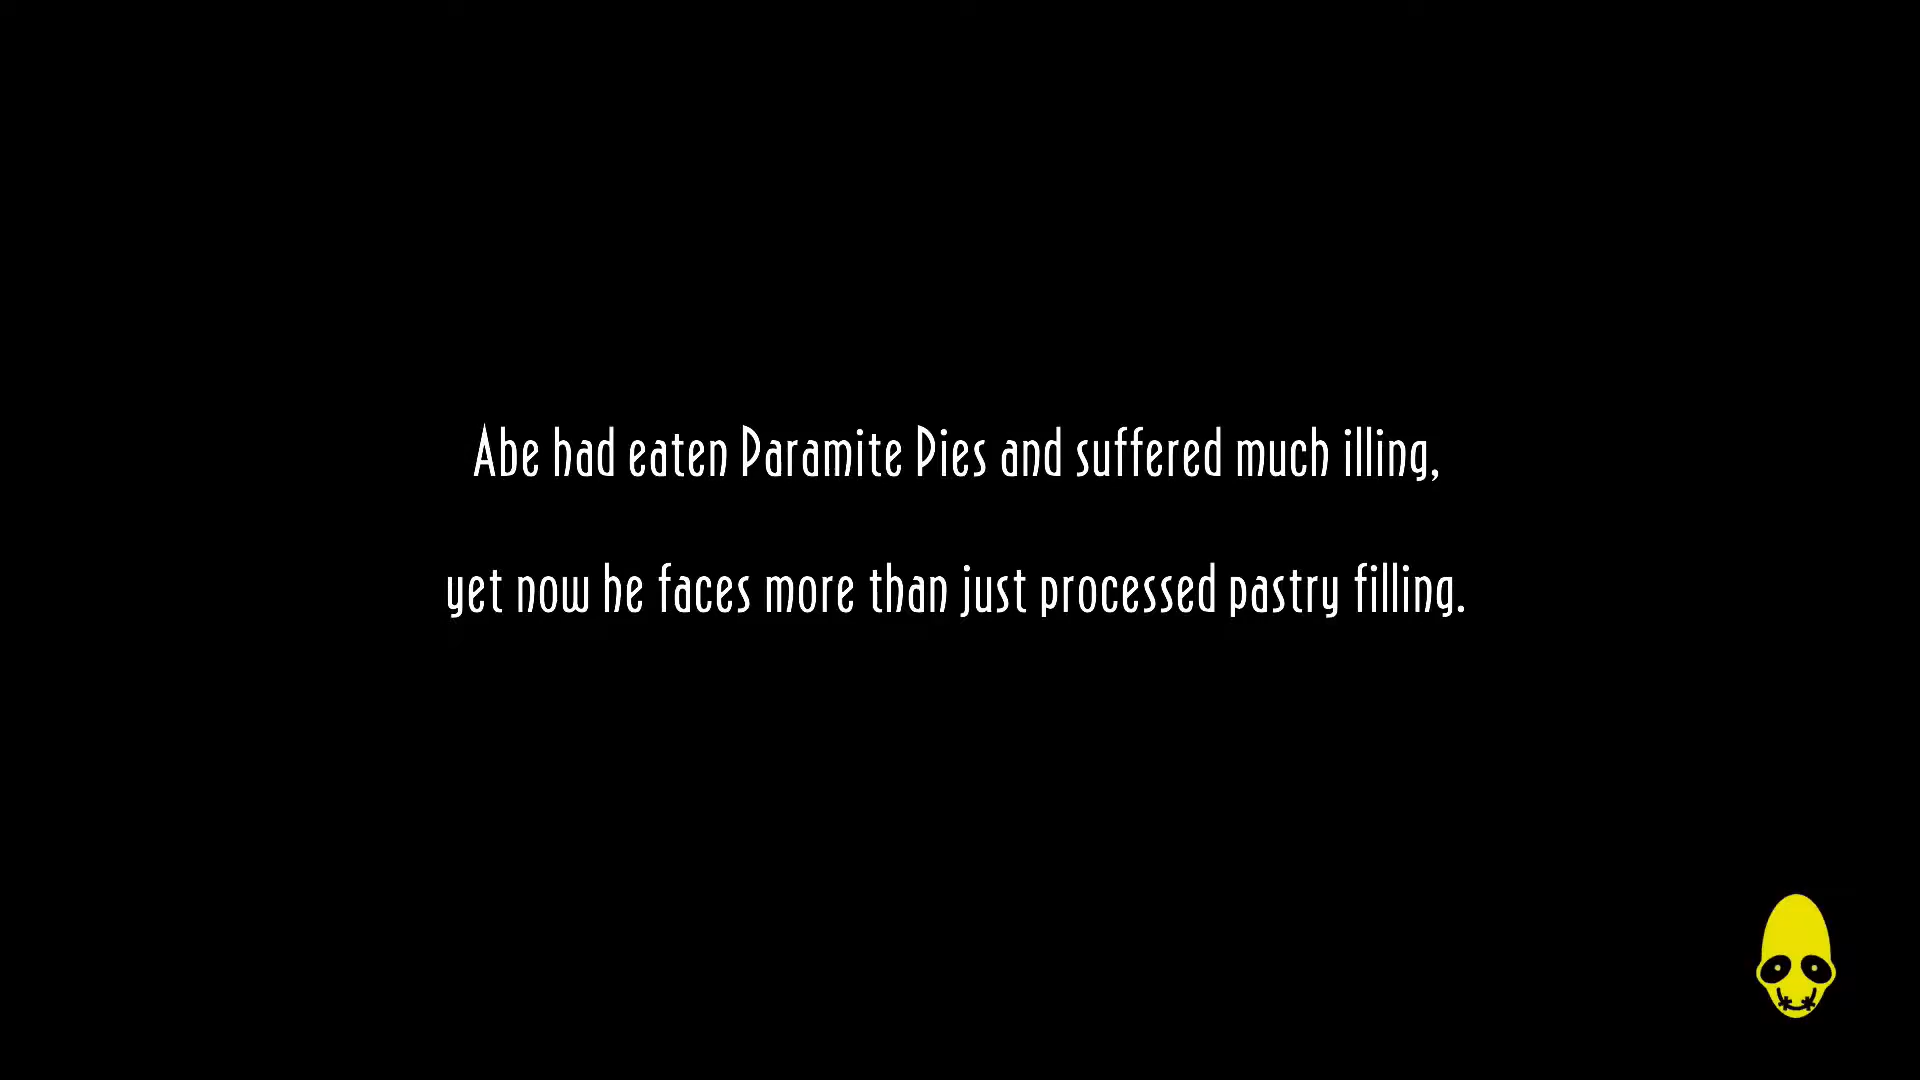 Abe had eaten Paramite Pies and suffered much illing,
yet now he faces more than just processed pastry filling.